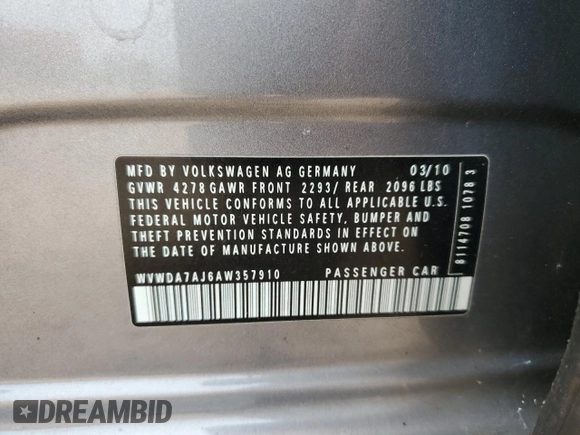 MFD BY VOLKSWAGEN AG GERMANY 03/10
GVWR 4278 GAWR FRONT 2293/ REAR 2096 LBS
THIS VEHICLE CONFORMS TO ALL APPLICABLE U.S.
FEDERAL MOTOR VEHICLE SAFETY, BUMPER AND
THEFT PREVENTION STANDARDS IN EFFECT ON
THE DATE OF MANUFACTURE SHOWN ABOVE.
WVWDA7AJ6AW357910 PASSENGER CAR
8114708 1078 3
DREAMBID